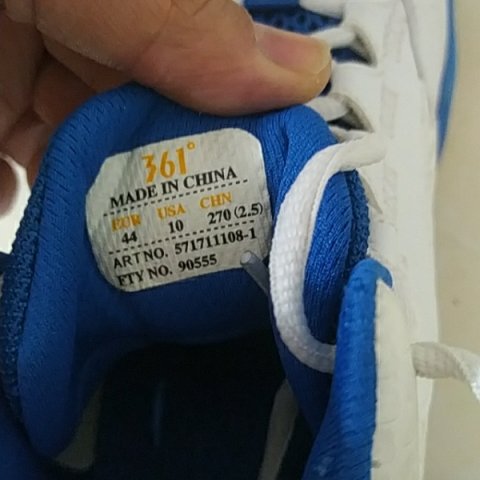 361°
MADE IN CHINA
EUR USA CHN
44 10 270 (2.5)
ART NO. 571711108-1
FTY NO. 90555